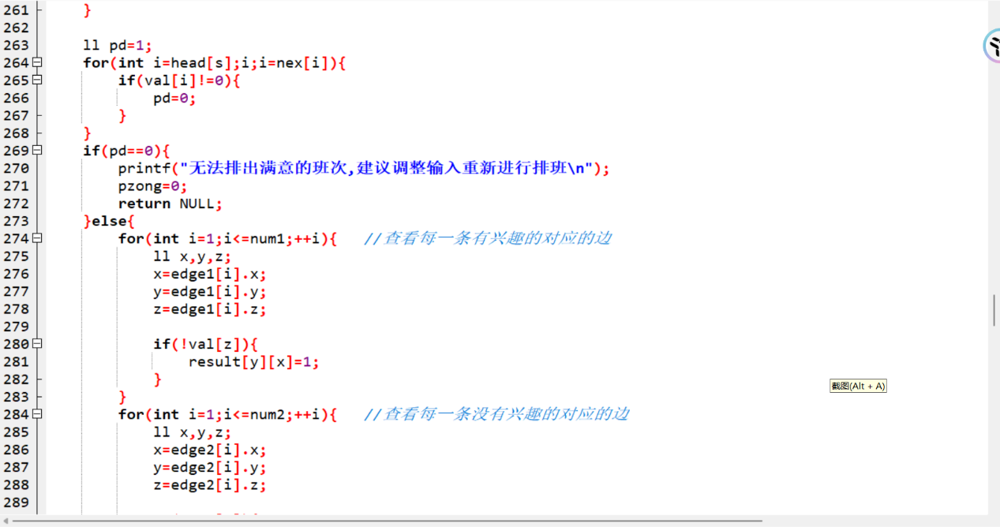 261 }
262
263 ll pd=1;
264 for(int i=head[s];i;i=nex[i]){
265 if(val[i]!=0){
266 pd=0;
267 }
268 }
269 if(pd==0){
270 printf("无法排出满意的班次,建议调整输入重新进行排班\n");
271 pzong=0;
272 return NULL;
273 }else{
274 for(int i=1;i<=num1;++i){ //查看每一条有兴趣的对应的边
275 ll x,y,z;
276 x=edge1[i].x;
277 y=edge1[i].y;
278 z=edge1[i].z;
279
280 if(!val[z]){
281 result[y][x]=1;
282 }
283 }
284 for(int i=1;i<=num2;++i){ //查看每一条没有兴趣的对应的边
285 ll x,y,z;
286 x=edge2[i].x;
287 y=edge2[i].y;
288 z=edge2[i].z;
289
截图(Alt + A)